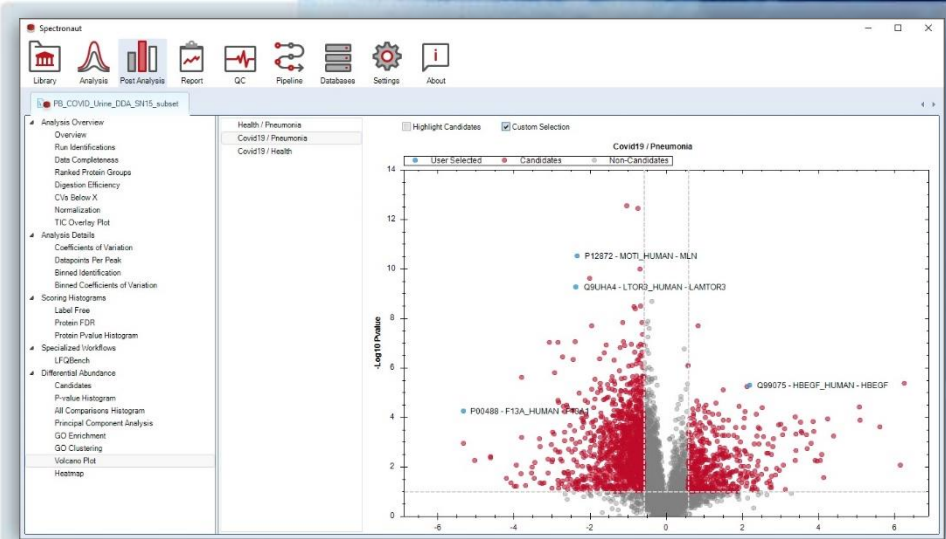 Spectronaut
Library Analysis Post Analysis Report QC Pipeline Databases Settings About
PB_COVID_Urine_DDA_SN15_subset
Analysis Overview
Overview
Run Identifications
Data Completeness
Ranked Protein Groups
Digestion Efficiency
CVs Below X
Normalization
TIC Overlay Plot
Analysis Details
Coefficients of Variation
Datapoints Per Peak
Binned Identification
Binned Coefficients of Variation
Scoring Histograms
Label Free
Protein FDR
Protein Pvalue Histogram
Specialized Workflows
LFQBench
Differential Abundance
Candidates
P-value Histogram
All Comparisons Histogram
Principal Component Analysis
GO Enrichment
GO Clustering
Volcano Plot
Heatmap
Health / Pneumonia
Covid19 / Pneumonia
Covid19 / Health
Highlight Candidates Custom Selection
Covid19 / Pneumonia
User Selected Candidates Non-Candidates
-Log10 Pvalue
14
12
10
8
6
4
2
0
P12872 - MOTI_HUMAN - MLN
Q9UHA4 - LTOR3_HUMAN - LAMTOR3
Q99075 - HBEGF_HUMAN - HBEGF
P00488 - F13A_HUMAN - F13A1
-6 -4 -2 0 2 4 6